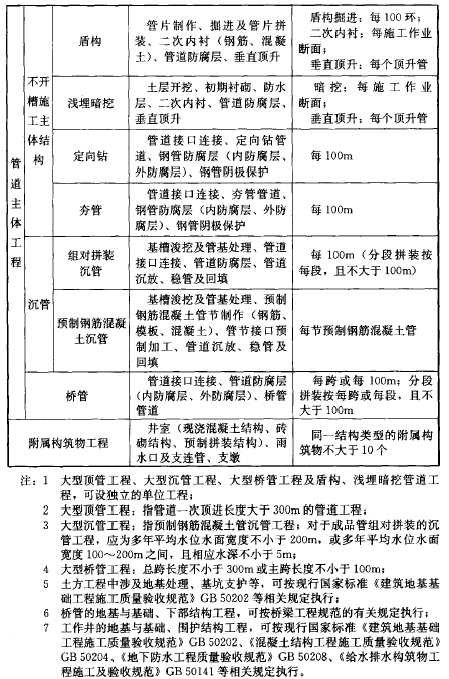 管道主体工程
不开槽施工主体结构
盾构
管片制作、掘进及管片拼
装、二次内衬（钢筋、混凝
土）、管道防腐层、垂直顶升
盾构掘进：每100环；
二次内衬：每施工作业
断面；
垂直顶升：每个顶升管
浅埋暗挖
土层开挖、初期衬砌、防水
层、二次内衬、管道防腐层、
垂直顶升
暗挖：每施工作业
断面；
垂直顶升：每个顶升管
定向钻
管道接口连接、定向钻管
道、钢管防腐层（内防腐层、
外防腐层）、钢管阴极保护
每100m
夯管
管道接口连接、夯管管道、
钢管防腐层（内防腐层、外防
腐层）、钢管阴极保护
每100m
沉管
组对拼装
沉管
基槽浚挖及管基处理、管道
接口连接、管道防腐层、管道
沉放、稳管及回填
每100m（分段拼装按
每段，且不大于100m）
预制钢筋混凝
土沉管
基槽浚挖及管基处理、预制
钢筋混凝土管节制作（钢筋、
模板、混凝土）、管节接口预
制加工、管道沉放、稳管及
回填
每节预制钢筋混凝土管
桥管
管道接口连接、管道防腐层
（内防腐层、外防腐层）、桥管
管道
每跨或每100m；分段
拼装按每跨或每段，且不
大于100m
附属构筑物工程
井室（现浇混凝土结构、砖
砌结构、预制拼装结构）、雨
水口及支连管、支墩
同一结构类型的附属构
筑物不大于10个
注：1 大型顶管工程、大型沉管工程、大型桥管工程及盾构、浅埋暗挖管道工
程，可设独立的单位工程；
2 大型顶管工程：指管道一次顶进长度大于300m的管道工程；
3 大型沉管工程：指预制钢筋混凝土管沉管工程；对于成品管组对拼装的沉
管工程，应为多年平均水位水面宽度不小于200m，或多年平均水位水面
宽度100～200m之间，且相应水深不小于5m；
4 大型桥管工程：总跨长度不小于300m或主跨长度不小于100m；
5 土方工程中涉及地基处理、基坑支护等，可按现行国家标准《建筑地基基
础工程施工质量验收规范》GB 50202等相关规定执行；
6 桥管的地基与基础、下部结构工程，可按桥梁工程规范的有关规定执行；
7 工作井的地基与基础、围护结构工程，可按现行国家标准《建筑地基基础
工程施工质量验收规范》GB 50202、《混凝土结构工程施工质量验收规范》
GB 50204、《地下防水工程质量验收规范》GB 50208、《给水排水构筑物工
程施工及验收规范》GB 50141等相关规定执行。